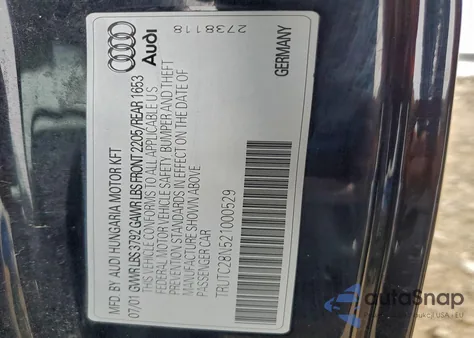 MFD. BY AUDI HUNGARIA MOTOR KFT
07/01 GVWR LBS 3792 GAWR LBS FRONT 2205/REAR 1653
THIS VEHICLE CONFORMS TO ALL APPLICABLE U.S
FEDERAL MOTOR VEHICLE SAFETY, BUMPER AND THEFT
PREVENTION STANDARDS IN EFFECT ON THE DATE OF
MANUFACTURE SHOWN ABOVE.
PASSENGER CAR
TRUTC28N521000529
Audi
2738118
GERMANY
autoSnap